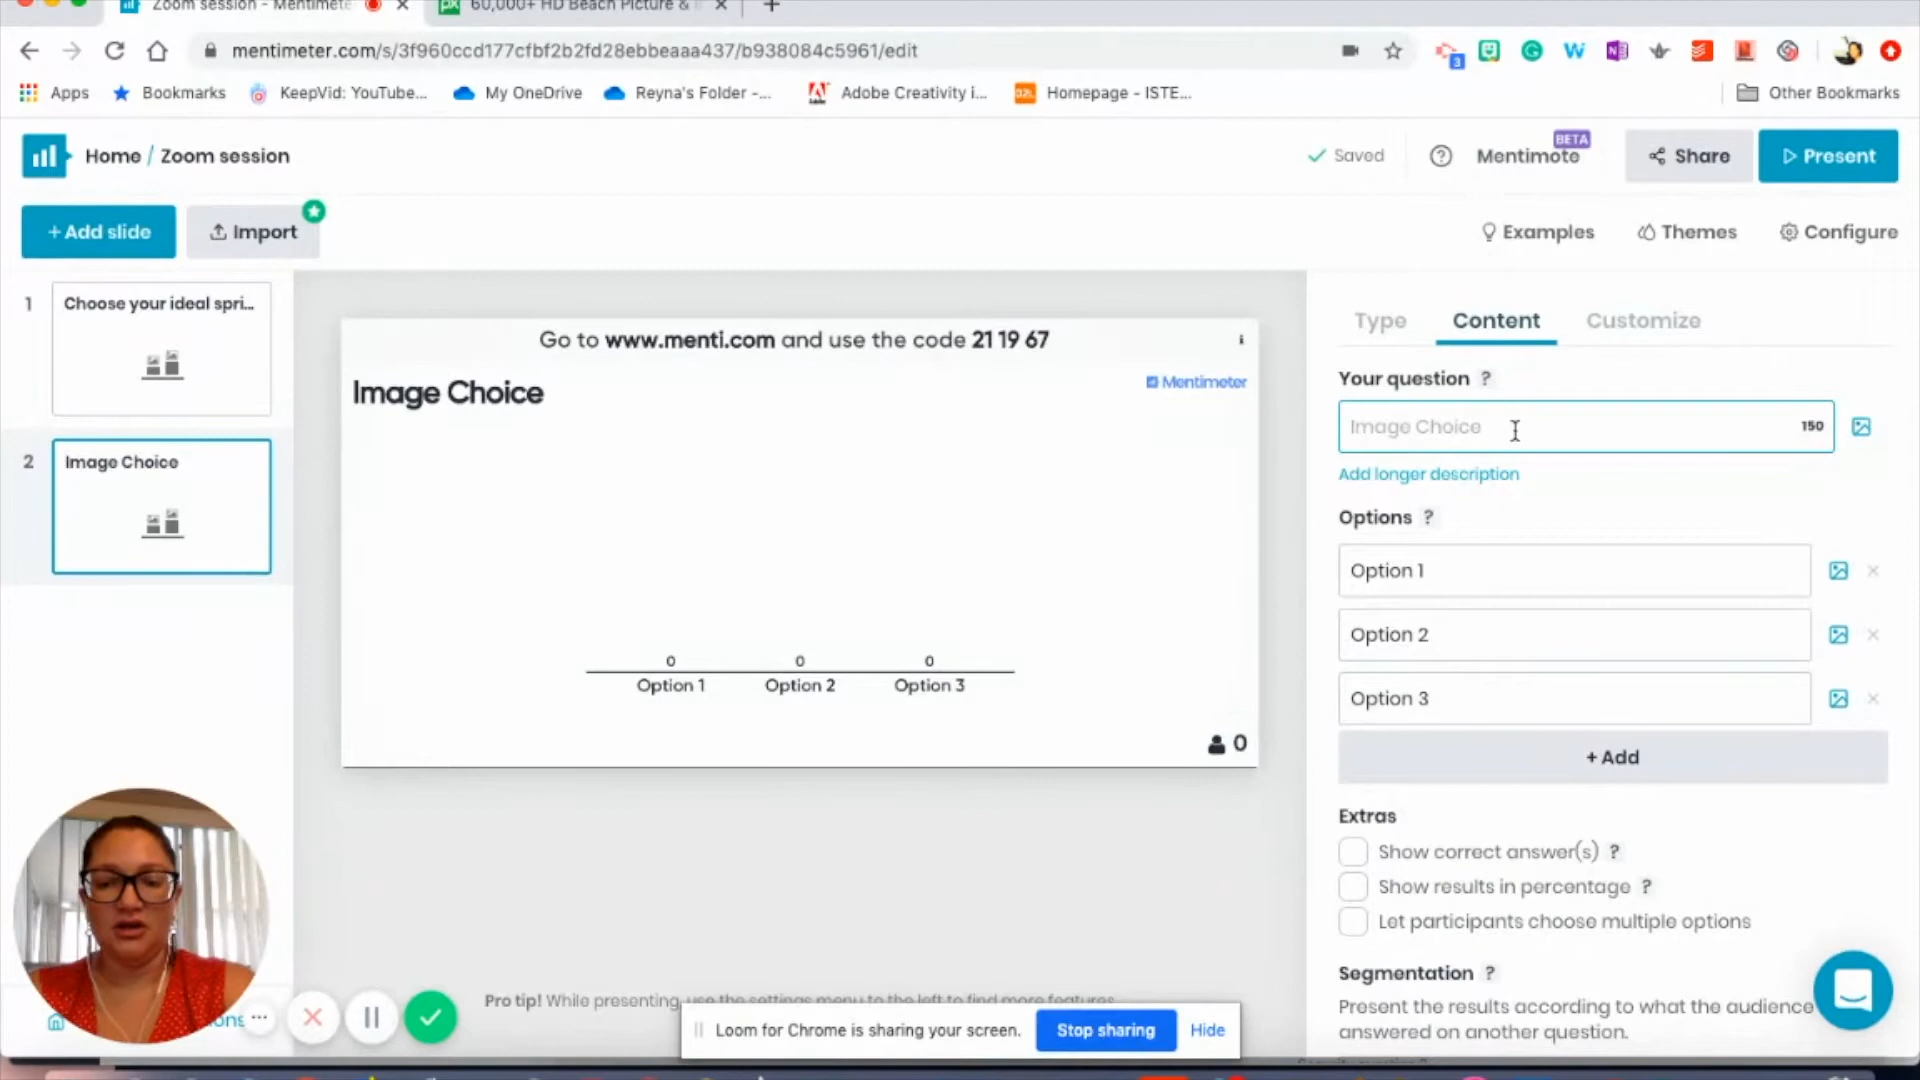 Zoom session - Mentimete
60,000+ HD Beach Picture &
mentimeter.com/s/3f960ccd177cfbf2b2fd28ebbeaaa437/b938084c5961/edit
3
Apps
Bookmarks
KeepVid: YouTube...
My OneDrive
Reyna's Folder -...
Adobe Creativity i...
Homepage - ISTE...
Other Bookmarks
Home / Zoom session
Saved
Mentimote
BETA
Share
Present
+ Add slide
Import
Examples
Themes
Configure
1
Choose your ideal spri...
2
Image Choice
Go to www.menti.com and use the code 21 19 67
Image Choice
Mentimeter
0 0 0
Option 1 Option 2 Option 3
0
Type
Content
Customize
Your question ?
Image Choice
150
Add longer description
Options ?
Option 1
Option 2
Option 3
+ Add
Extras
Show correct answer(s) ?
Show results in percentage ?
Let participants choose multiple options
Segmentation ?
Present the results according to what the audience
answered on another question.
Pro tip! While presenting, use the settings menu to the left to find more features
Loom for Chrome is sharing your screen.
Stop sharing
Hide